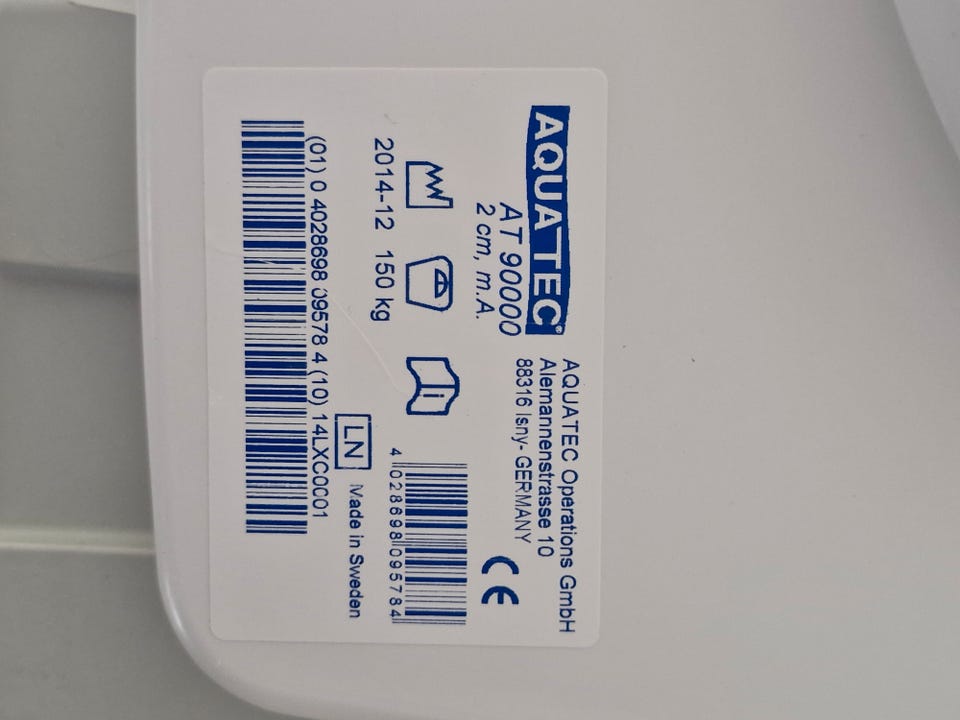 AQUATEC®
AT 90000
2 cm, m.A.
AQUATEC Operations GmbH
Alemannenstrasse 10
88316 Isny- GERMANY
CE
2014-12 150 kg
4 028698 095784
LN
Made in Sweden
(01) 0 4028698 09578 4 (10) 14LXC0001